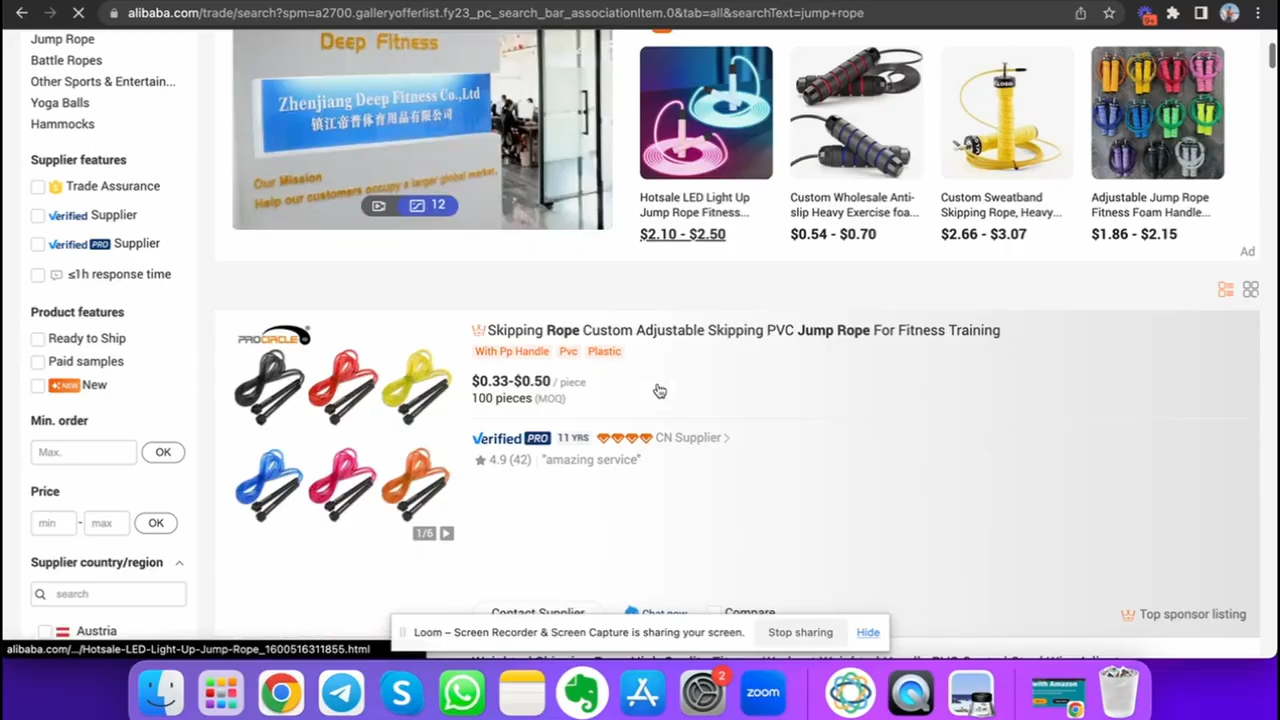 alibaba.com/trade/search?spm=a2700.galleryofferlist.fy23_pc_search_bar_associationItem.0&tab=all&searchText=jump+rope
Jump Rope
Battle Ropes
Other Sports & Entertain...
Yoga Balls
Hammocks
Supplier features
Trade Assurance
Verified Supplier
Verified PRO Supplier
≤1h response time
Product features
Ready to Ship
Paid samples
NEW New
Min. order
Max.
OK
Price
min - max OK
Supplier country/region
search
Austria
Deep Fitness
Zhenjiang Deep Fitness Co.,Ltd
镇江帝普体育用品有限公司
Our Mission
Help our customers occupy a larger global market.
12
LOGO
Hotsale LED Light Up
Jump Rope Fitness...
$2.10 - $2.50
Custom Wholesale Anti-
slip Heavy Exercise foa...
$0.54 - $0.70
Custom Sweatband
Skipping Rope, Heavy...
$2.66 - $3.07
Adjustable Jump Rope
Fitness Foam Handle...
$1.86 - $2.15
Ad
PROCIRCLE
1/6
Skipping Rope Custom Adjustable Skipping PVC Jump Rope For Fitness Training
With Pp Handle Pvc Plastic
$0.33-$0.50 / piece
100 pieces (MOQ)
Verified PRO 11 YRS CN Supplier >
4.9 (42) "amazing service"
Contact Supplier Chat now Compare
Top sponsor listing
Loom – Screen Recorder & Screen Capture is sharing your screen. Stop sharing Hide
alibaba.com/.../Hotsale-LED-Light-Up-Jump-Rope_1600516311855.html
2
zoom
with Amazon